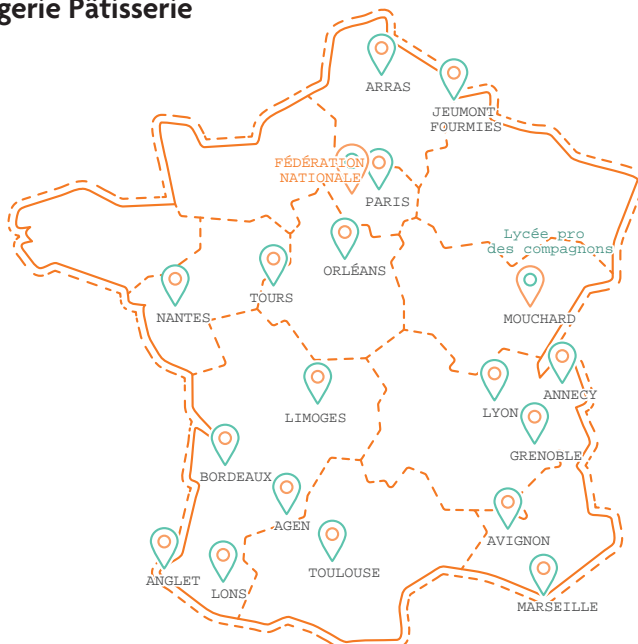 gerie Pâtisserie
ARRAS
JEUMONT
FOURMIES
FÉDÉRATION
NATIONALE
PARIS
Lycée pro
des compagnons
ORLÉANS
TOURS
NANTES
MOUCHARD
ANNECY
LYON
LIMOGES
GRENOBLE
BORDEAUX
AGEN
AVIGNON
TOULOUSE
ANGLET
LONS
MARSEILLE